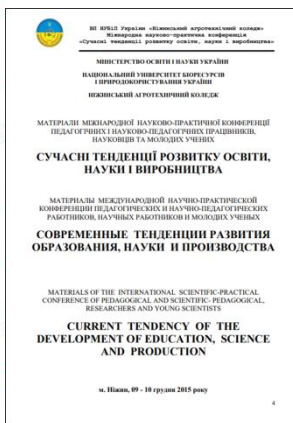 ВП НУБіП України «Ніжинський агротехнічний коледж»
Міжнародна науково-практична конференція
«Сучасні тенденції розвитку освіти, науки і виробництва»
МІНІСТЕРСТВО ОСВІТИ І НАУКИ УКРАЇНИ
НАЦІОНАЛЬНИЙ УНІВЕРСИТЕТ БІОРЕСУРСІВ
І ПРИРОДОКОРИСТУВАННЯ УКРАЇНИ
НІЖИНСЬКИЙ АГРОТЕХНІЧНИЙ КОЛЕДЖ
МАТЕРІАЛИ МІЖНАРОДНОЇ НАУКОВО-ПРАКТИЧНОЇ КОНФЕРЕНЦІЇ
ПЕДАГОГІЧНИХ І НАУКОВО-ПЕДАГОГІЧНИХ ПРАЦІВНИКІВ,
НАУКОВЦІВ ТА МОЛОДИХ УЧЕНИХ
СУЧАСНІ ТЕНДЕНЦІЇ РОЗВИТКУ ОСВІТИ,
НАУКИ І ВИРОБНИЦТВА
МАТЕРИАЛЫ МЕЖДУНАРОДНОЙ НАУЧНО-ПРАКТИЧЕСКОЙ
КОНФЕРЕНЦИИ ПЕДАГОГИЧЕСКИХ И НАУЧНО-ПЕДАГОГИЧЕСКИХ
РАБОТНИКОВ, НАУЧНЫХ РАБОТНИКОВ И МОЛОДИХ УЧЕНЫХ
СОВРЕМЕННЫЕ ТЕНДЕНЦИИ РАЗВИТИЯ
ОБРАЗОВАНИЯ, НАУКИ И ПРОИЗВОДСТВА
MATERIALS OF THE INTERNATIONAL SCIENTIFIC-PRACTICAL
CONFERENCE OF PEDAGOGICAL AND SCIENTIFIC- PEDAGOGICAL,
RESEARCHERS AND YOUNG SCIENTISTS
CURRENT TENDENCY OF THE
DEVELOPMENT OF EDUCATION, SCIENCE
AND PRODUCTION
м. Ніжин, 09 - 10 грудня 2015 року
4